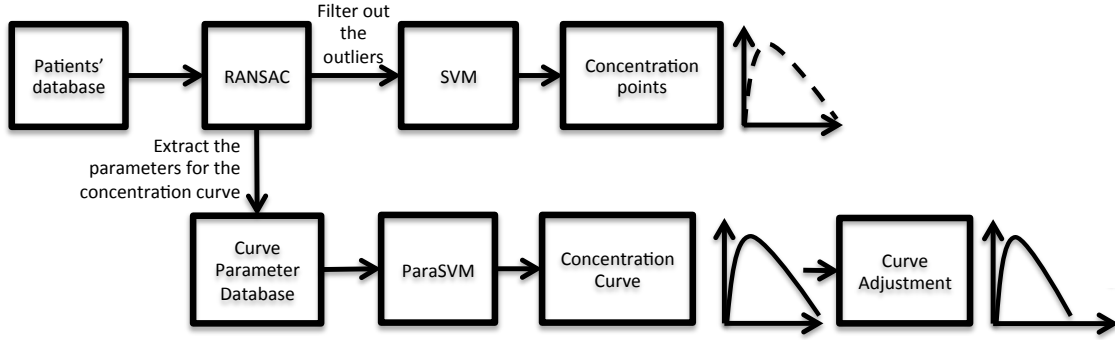 Patients'
database
RANSAC
Filter out
the
outliers
SVM
Concentration
points
Extract the
parameters for the
concentration curve
Curve
Parameter
Database
ParaSVM
Concentration
Curve
Curve
Adjustment